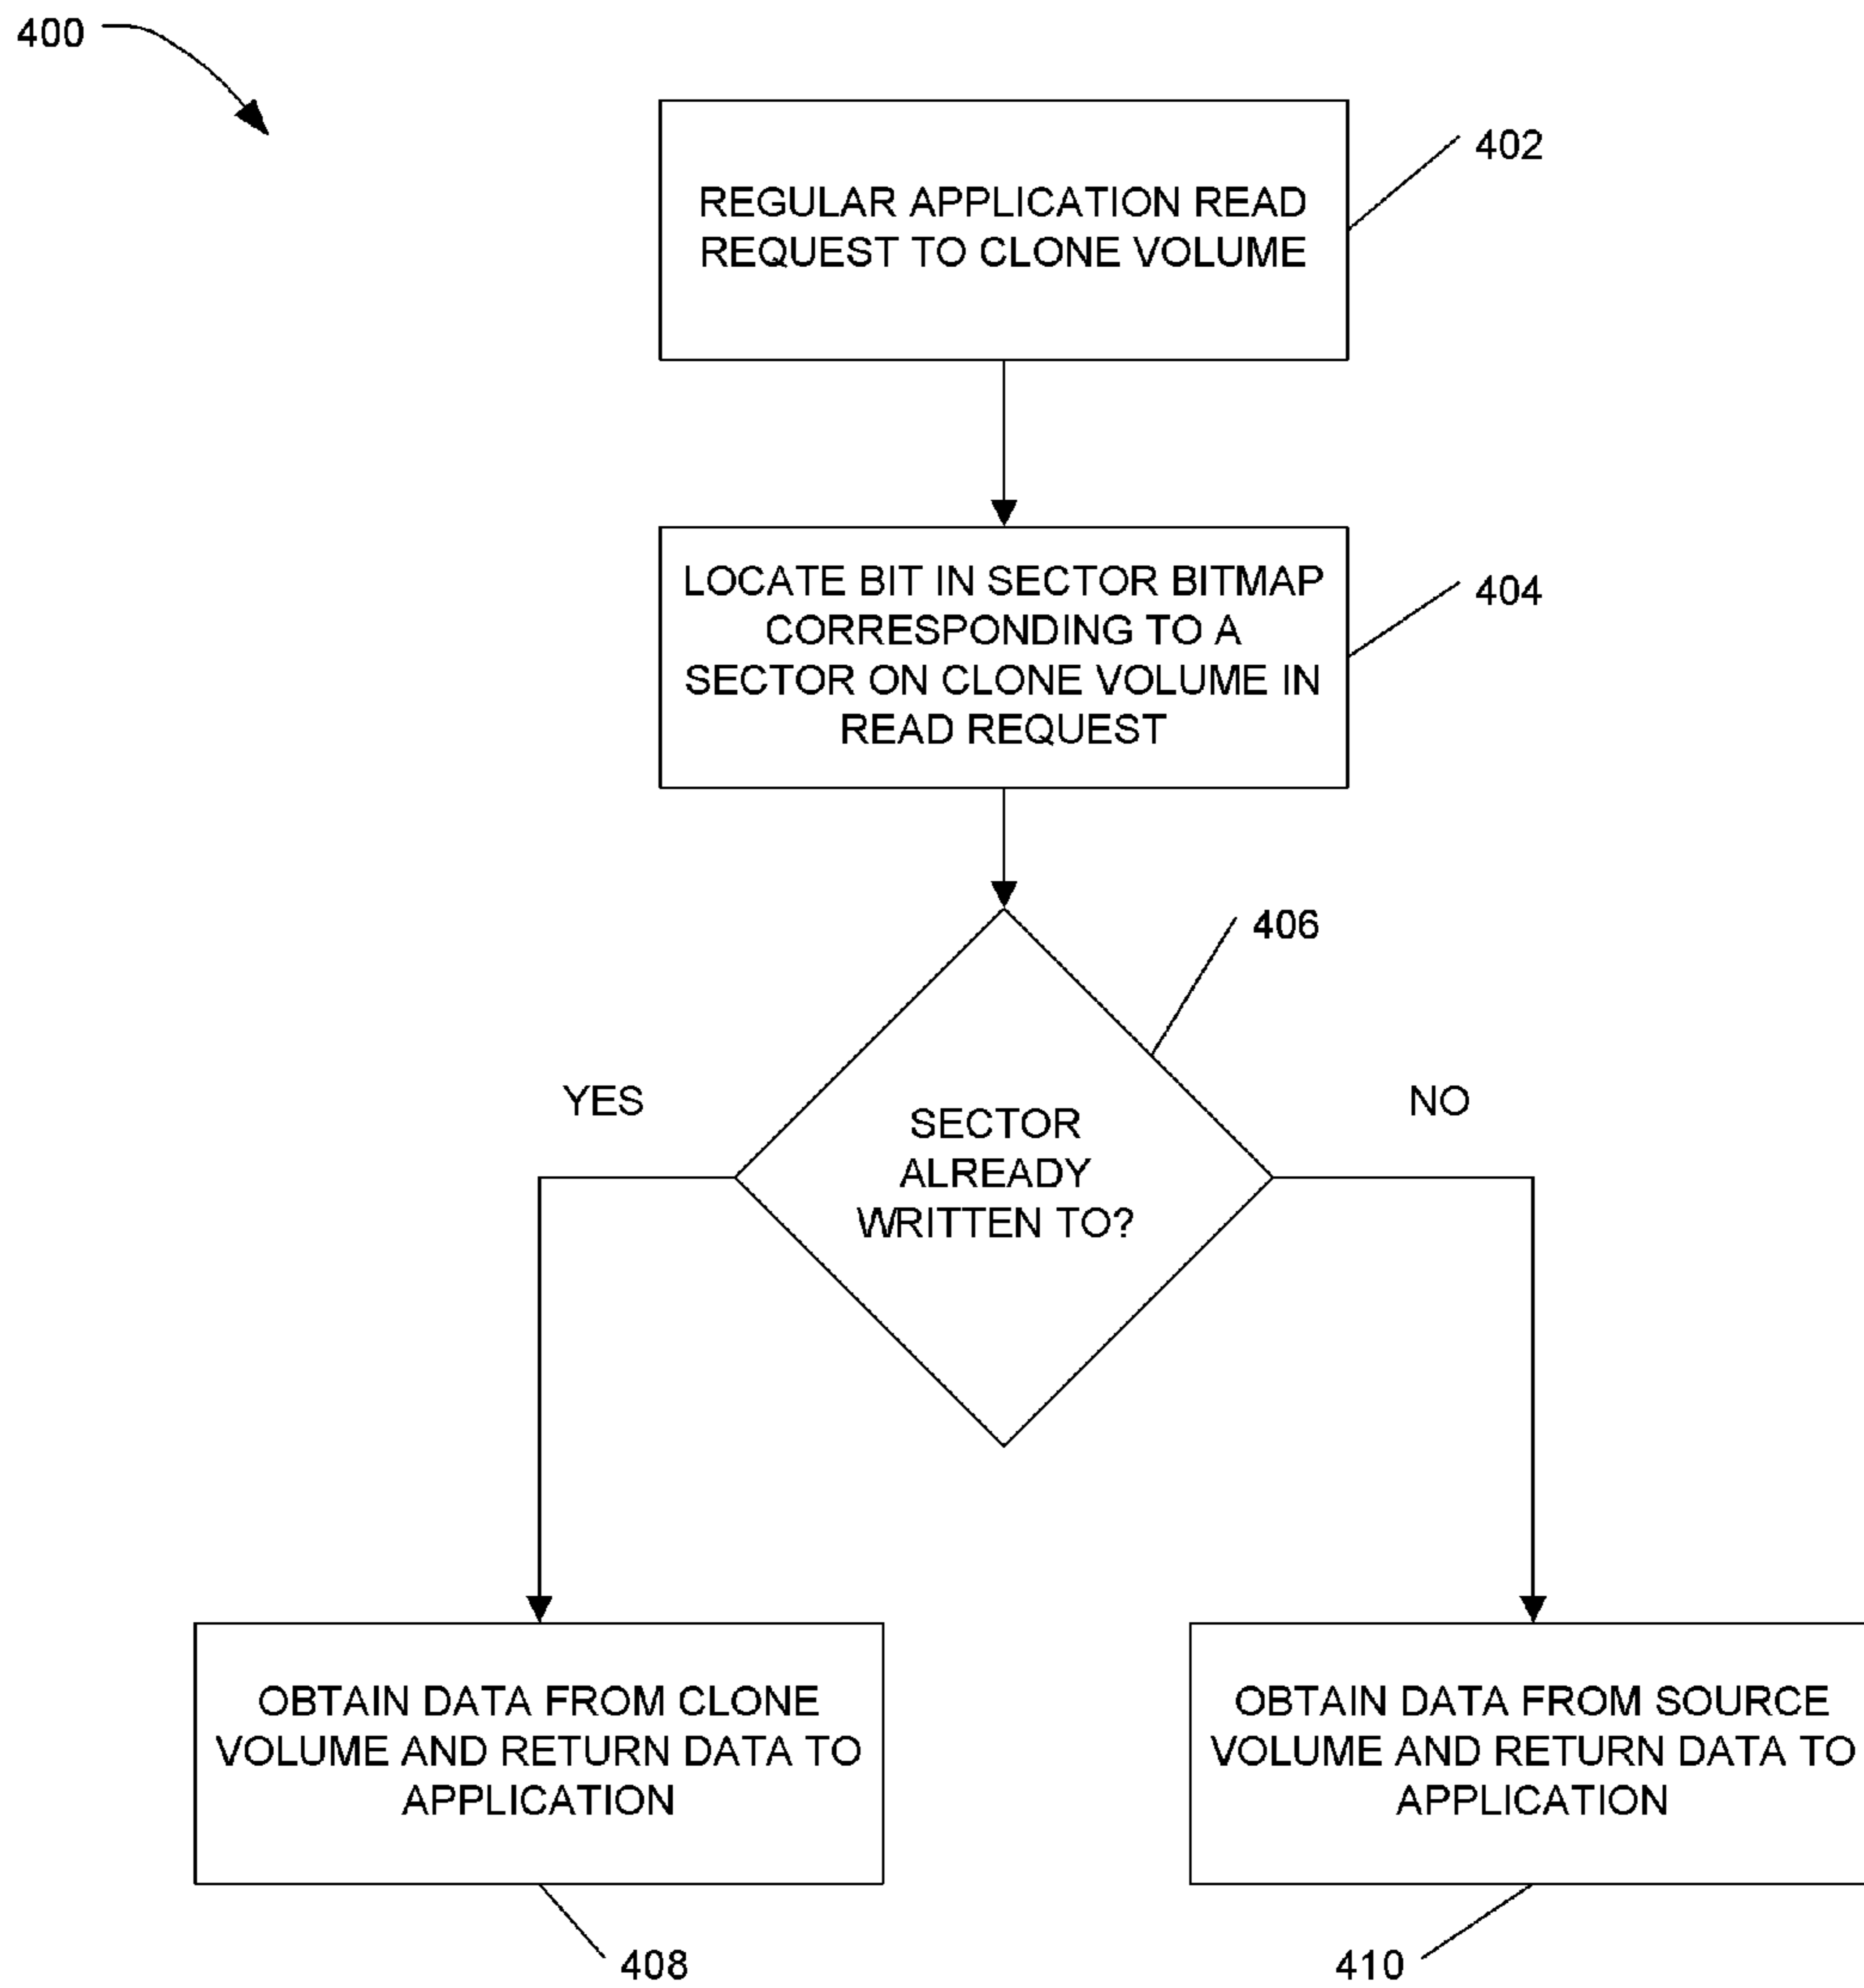 400
REGULAR APPLICATION READ
REQUEST TO CLONE VOLUME
402
LOCATE BIT IN SECTOR BITMAP
CORRESPONDING TO A
SECTOR ON CLONE VOLUME IN
READ REQUEST
404
406
YES
NO
SECTOR
ALREADY
WRITTEN TO?
OBTAIN DATA FROM CLONE
VOLUME AND RETURN DATA TO
APPLICATION
OBTAIN DATA FROM SOURCE
VOLUME AND RETURN DATA TO
APPLICATION
408
410